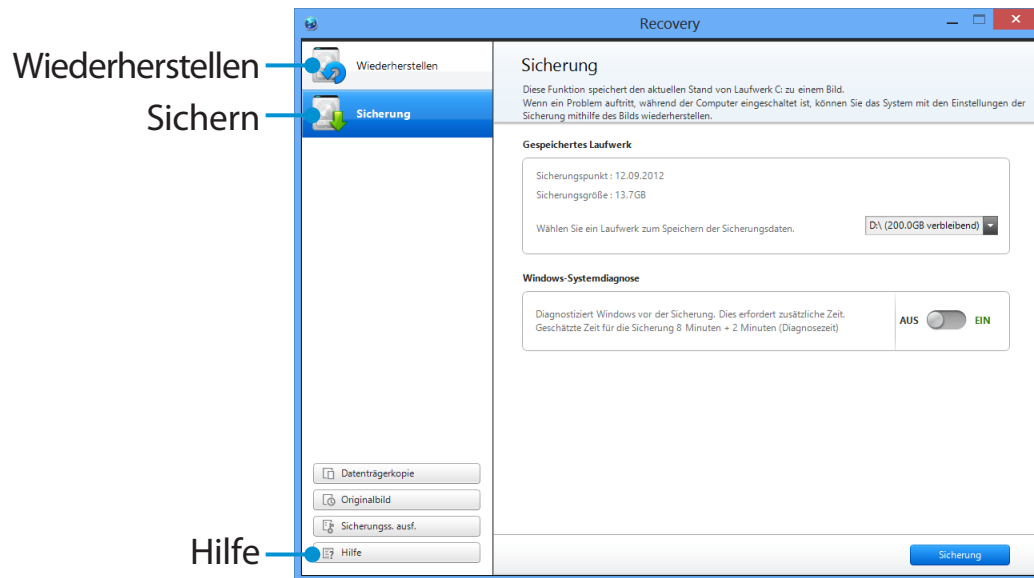 Recovery
Wiederherstellen
Sichern
Hilfe
Wiederherstellen
Sicherung
Datenträgerkopie
Originalbild
Sicherungss. ausf.
Hilfe
Sicherung
Diese Funktion speichert den aktuellen Stand von Laufwerk C: zu einem Bild.
Wenn ein Problem auftritt, während der Computer eingeschaltet ist, können Sie das System mit den Einstellungen der
Sicherung mithilfe des Bilds wiederherstellen.
Gespeichertes Laufwerk
Sicherungspunkt : 12.09.2012
Sicherungsgröße : 13.7GB
Wählen Sie ein Laufwerk zum Speichern der Sicherungsdaten.
D:\ (200.0GB verbleibend)
Windows-Systemdiagnose
Diagnostiziert Windows vor der Sicherung. Dies erfordert zusätzliche Zeit.
Geschätzte Zeit für die Sicherung 8 Minuten + 2 Minuten (Diagnosezeit)
AUS EIN
Sicherung